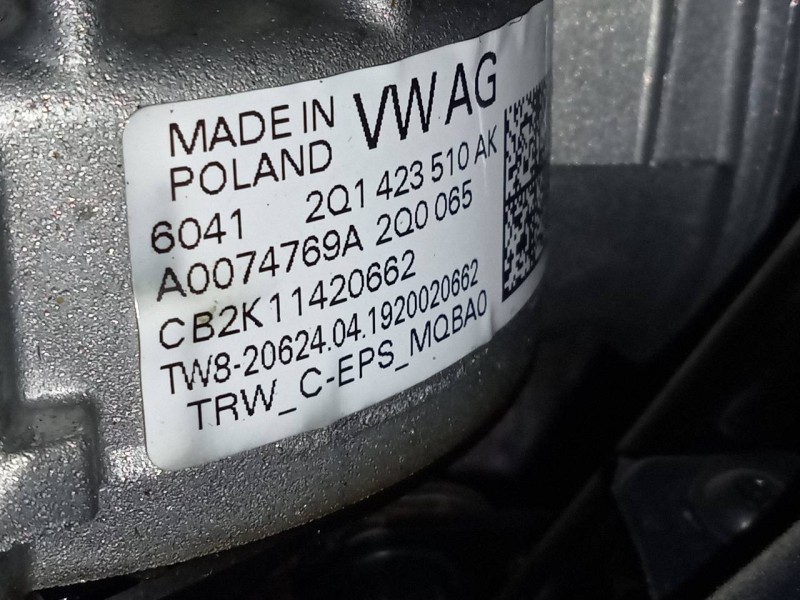 MADE IN VW AG
POLAND
6041 2Q1 423 510 AK
A0074769A 2Q0 065
CB2K11420662
TW8-20624.04.1920020662
TRW_C-EPS_MQBA0